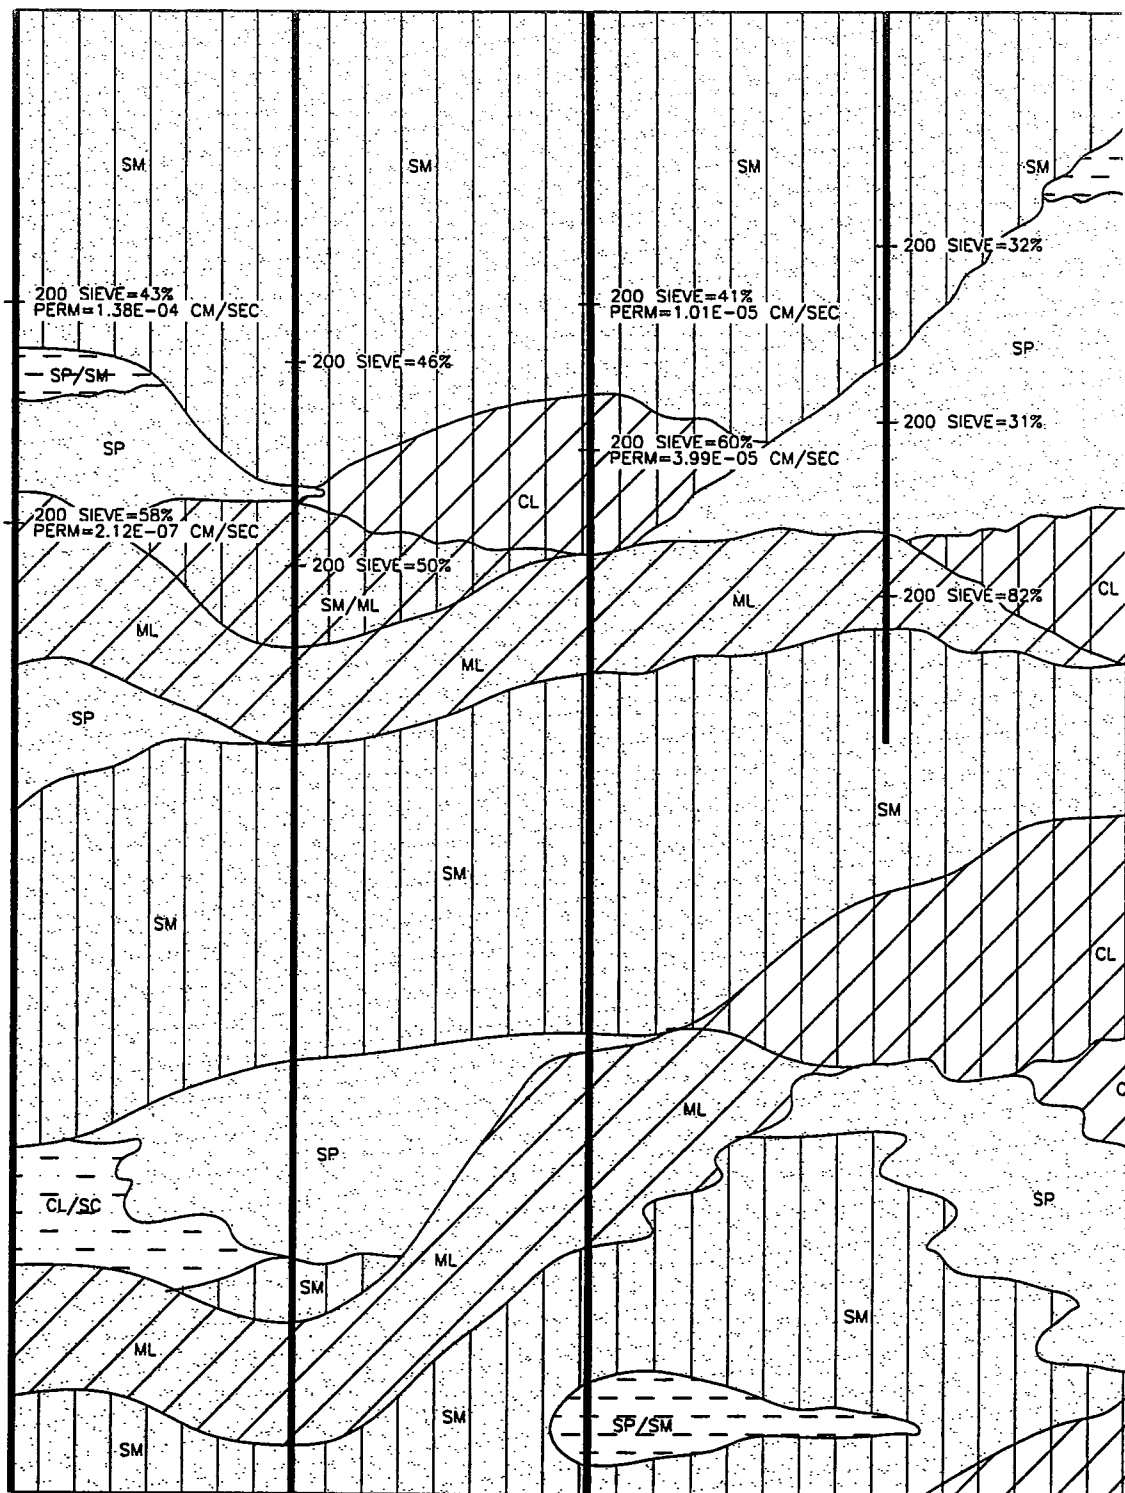 SM
SM
SM
SM
200 SIEVE=32%
200 SIEVE=43%
PERM=1.38E-04 CM/SEC
200 SIEVE=41%
PERM=1.01E-05 CM/SEC
SP
200 SIEVE=46%
SP/SM
200 SIEVE=31%
SP
200 SIEVE=60%
PERM=3.99E-05 CM/SEC
CL
200 SIEVE=58%
PERM=2.12E-07 CM/SEC
200 SIEVE=50%
CL
200 SIEVE=82%
SM/ML
ML
ML
ML
SP
SM
SM
SM
CL
C
ML
SP
CL/SC
SP
ML
SM
SM
ML
SM
SP/SM
SM